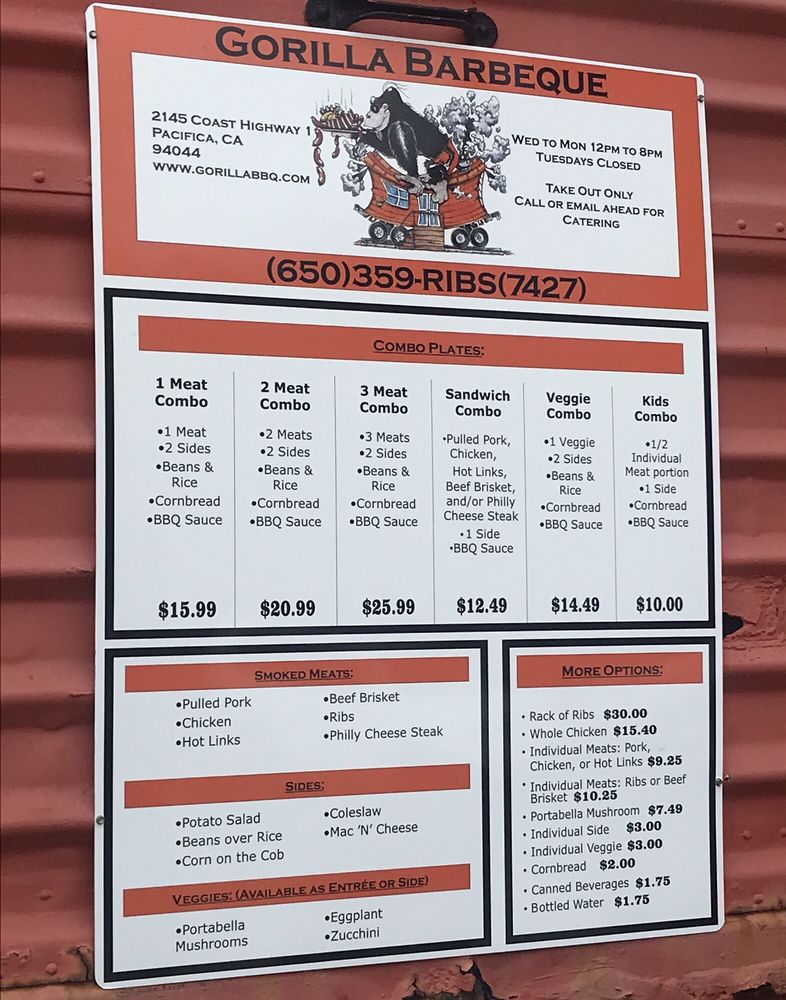 GORILLA BARBEQUE
2145 COAST HIGHWAY 1
PACIFICA, CA
94044
WWW.GORILLABBQ.COM
WED TO MON 12PM TO 8PM
TUESDAYS CLOSED
TAKE OUT ONLY
CALL OR EMAIL AHEAD FOR
CATERING
(650)359-RIBS(7427)
COMBO PLATES:
1 Meat
Combo
•1 Meat
•2 Sides
•Beans &
Rice
•Cornbread
•BBQ Sauce
$15.99
2 Meat
Combo
•2 Meats
•2 Sides
•Beans &
Rice
•Cornbread
•BBQ Sauce
$20.99
3 Meat
Combo
•3 Meats
•2 Sides
•Beans &
Rice
•Cornbread
•BBQ Sauce
$25.99
Sandwich
Combo
•Pulled Pork,
Chicken,
Hot Links,
Beef Brisket,
and/or Philly
Cheese Steak
•1 Side
•BBQ Sauce
$12.49
Veggie
Combo
•1 Veggie
•2 Sides
•Beans &
Rice
•Cornbread
•BBQ Sauce
$14.49
Kids
Combo
•1/2
Individual
Meat portion
•1 Side
•Cornbread
•BBQ Sauce
$10.00
SMOKED MEATS:
•Pulled Pork
•Chicken
•Hot Links
•Beef Brisket
•Ribs
•Philly Cheese Steak
SIDES:
•Potato Salad
•Beans over Rice
•Corn on the Cob
•Coleslaw
•Mac 'N' Cheese
VEGGIES: (AVAILABLE AS ENTRÉE OR SIDE)
•Portabella
Mushrooms
•Eggplant
•Zucchini
MORE OPTIONS:
• Rack of Ribs $30.00
• Whole Chicken $15.40
• Individual Meats: Pork,
Chicken, or Hot Links $9.25
• Individual Meats: Ribs or Beef
Brisket $10.25
• Portabella Mushroom $7.49
• Individual Side $3.00
• Individual Veggie $3.00
• Cornbread $2.00
• Canned Beverages $1.75
• Bottled Water $1.75